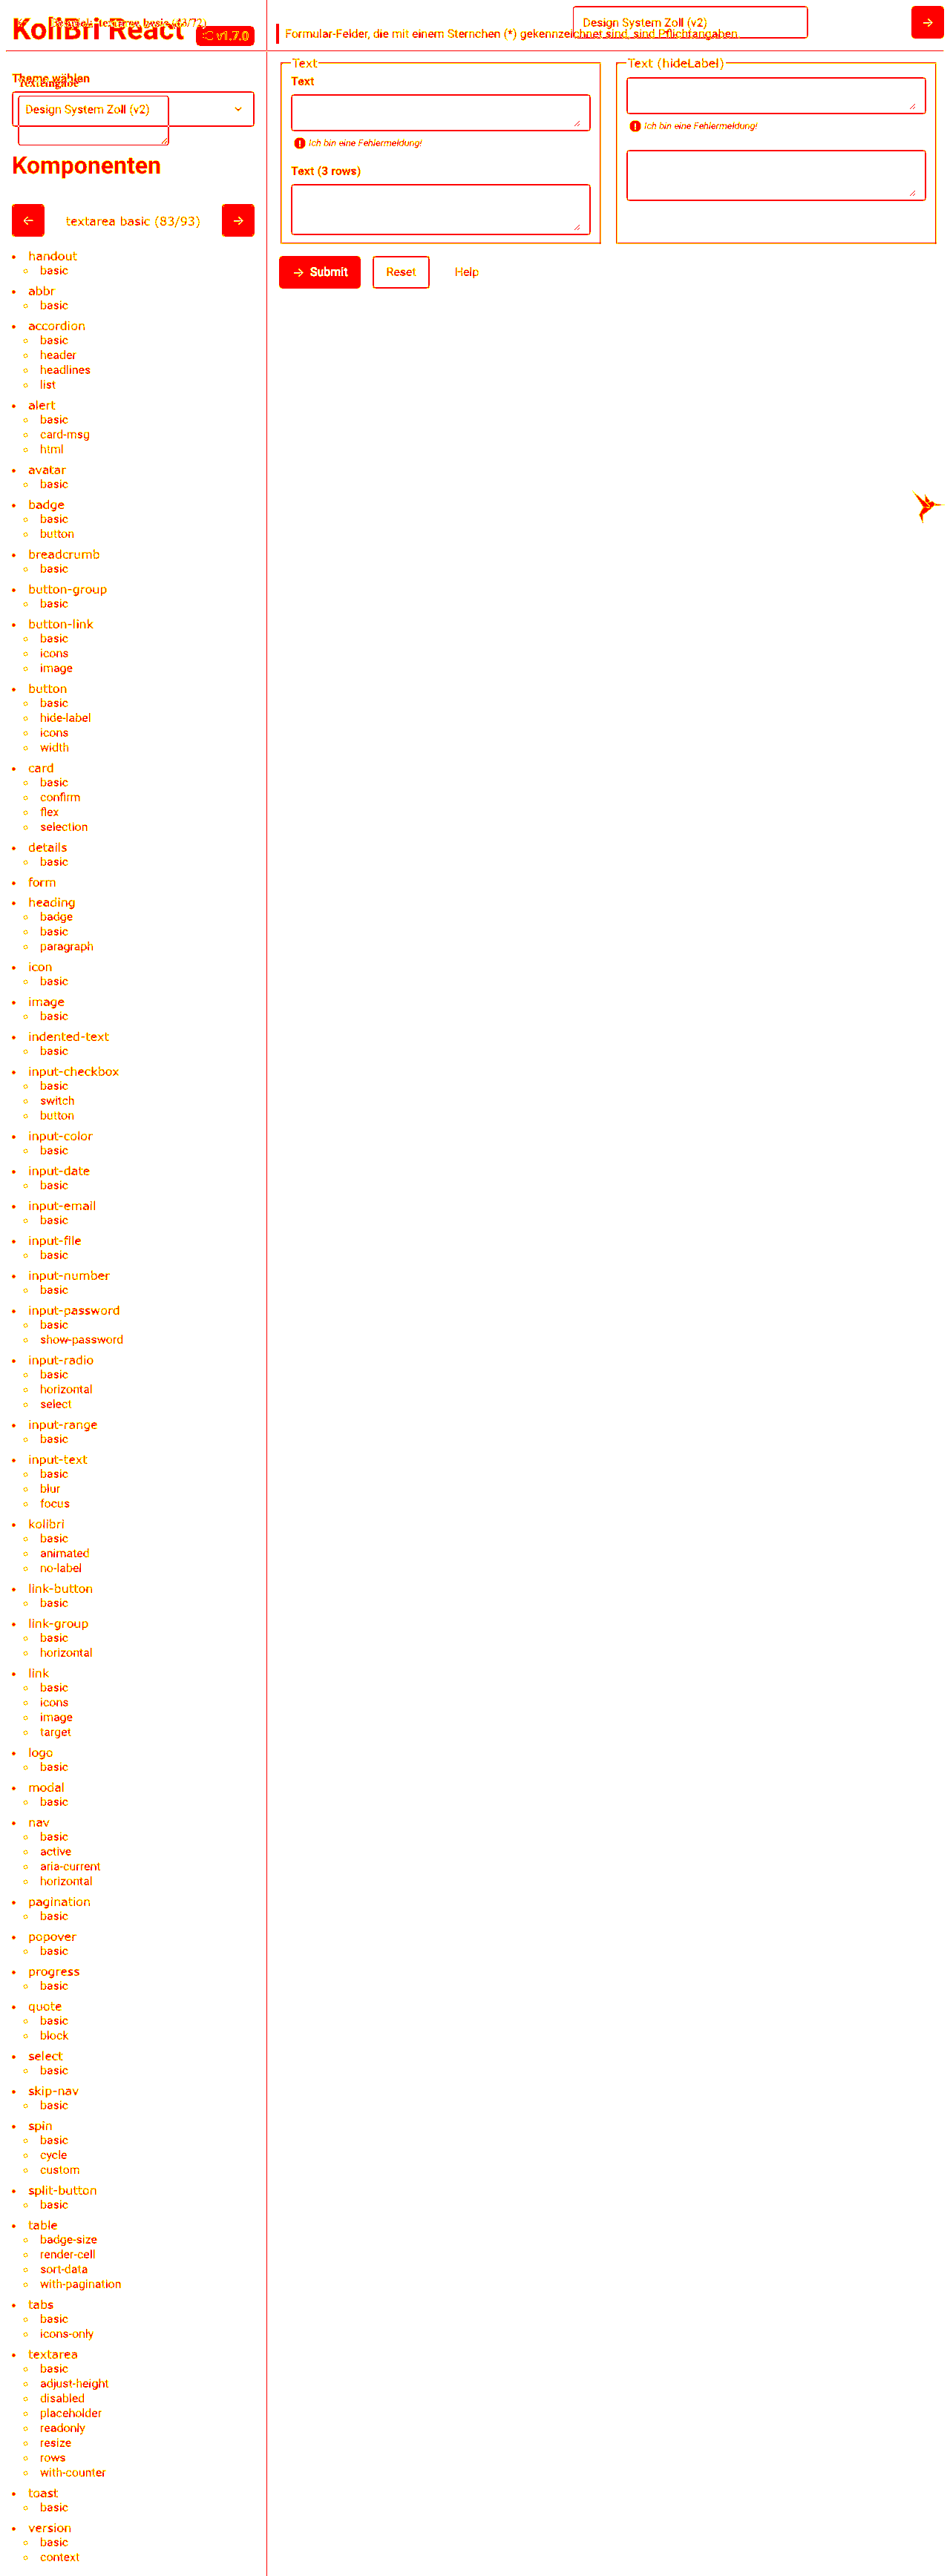 KoliBri React
v1.7.0
Design System Zoll (v2)
Formular-Felder, die mit einem Sternchen (*) gekennzeichnet sind, sind Pflichtangaben.
Theme wählen
Texteingabe
Design System Zoll (v2)
Komponenten
textarea basic (83/93)
handout
basic
abbr
basic
accordion
basic
header
headlines
list
alert
basic
card-msg
html
avatar
basic
badge
basic
button
breadcrumb
basic
button-group
basic
button-link
basic
icons
image
button
basic
hide-label
icons
width
card
basic
confirm
flex
selection
details
basic
form
heading
badge
basic
paragraph
icon
basic
image
basic
indented-text
basic
input-checkbox
basic
switch
button
input-color
basic
input-date
basic
input-email
basic
input-file
basic
input-number
basic
input-password
basic
show-password
input-radio
basic
horizontal
select
input-range
basic
input-text
basic
blur
focus
kolibri
basic
animated
no-label
link-button
basic
link-group
basic
horizontal
link
basic
icons
image
target
logo
basic
modal
basic
nav
basic
active
aria-current
horizontal
pagination
basic
popover
basic
progress
basic
quote
basic
block
select
basic
skip-nav
basic
spin
basic
cycle
custom
split-button
basic
table
badge-size
render-cell
sort-data
with-pagination
tabs
basic
icons-only
textarea
basic
adjust-height
disabled
placeholder
readonly
resize
rows
with-counter
toast
basic
version
basic
context
Text
Text
Ich bin eine Fehlermeldung!
Text (3 rows)
Text (hideLabel)
Ich bin eine Fehlermeldung!
Submit
Reset
Help